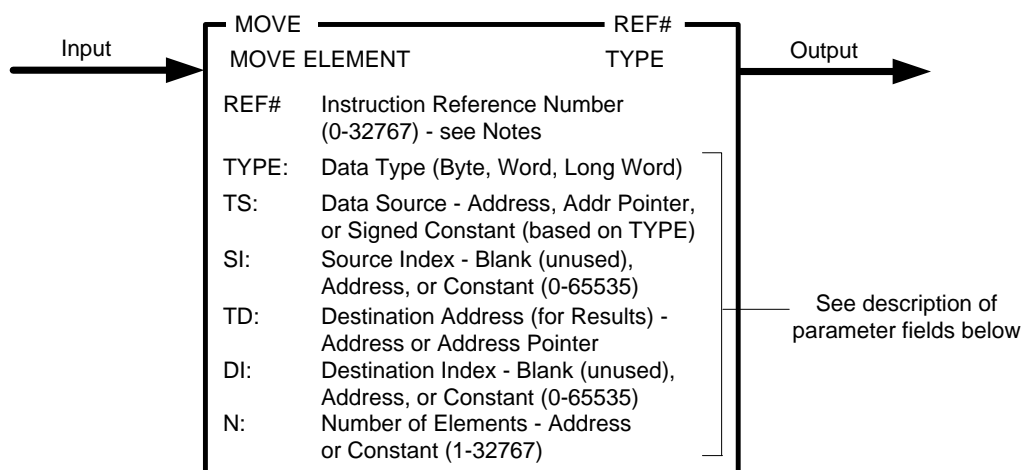 MOVE REF#
Input
Output
MOVE ELEMENT TYPE
REF# Instruction Reference Number
(0-32767) - see Notes
TYPE: Data Type (Byte, Word, Long Word)
TS: Data Source - Address, Addr Pointer,
or Signed Constant (based on TYPE)
SI: Source Index - Blank (unused),
Address, or Constant (0-65535)
TD: Destination Address (for Results) -
Address or Address Pointer
DI: Destination Index - Blank (unused),
Address, or Constant (0-65535)
N: Number of Elements - Address
or Constant (1-32767)
See description of
parameter fields below